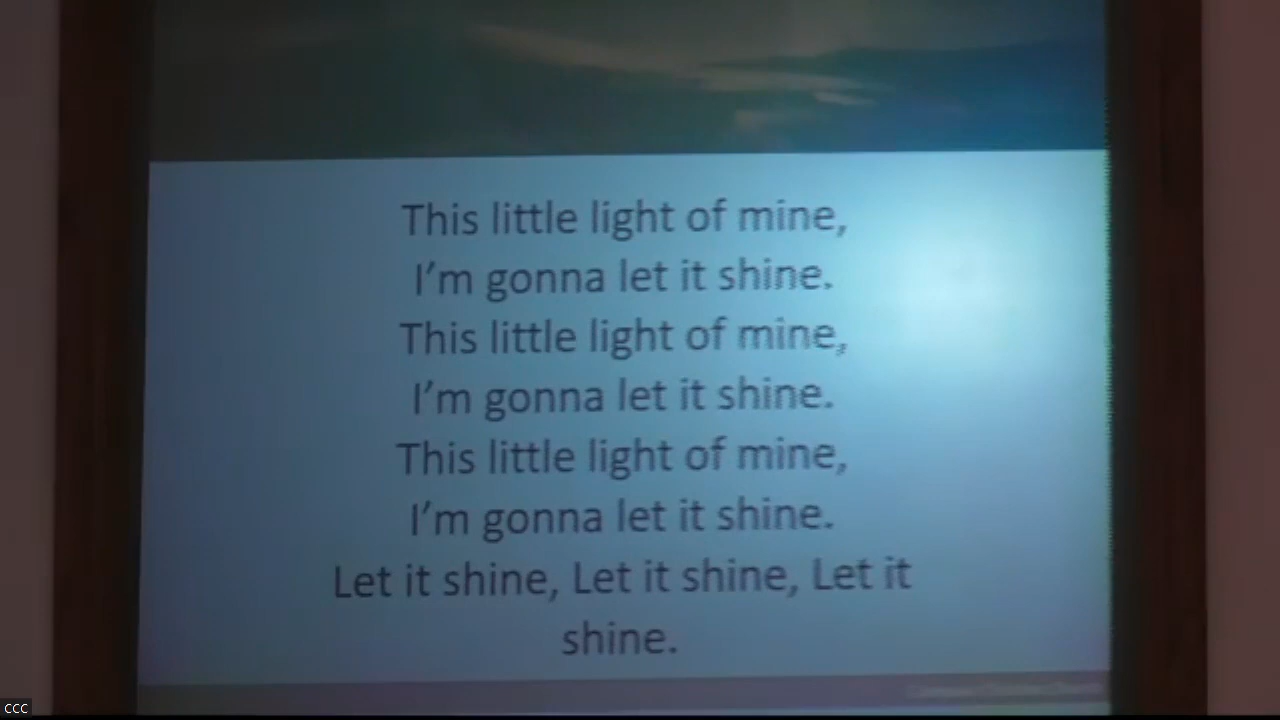 This little light of mine,
I'm gonna let it shine.
This little light of mine,
I'm gonna let it shine.
This little light of mine,
I'm gonna let it shine.
Let it shine, Let it shine, Let it
shine.
CCC